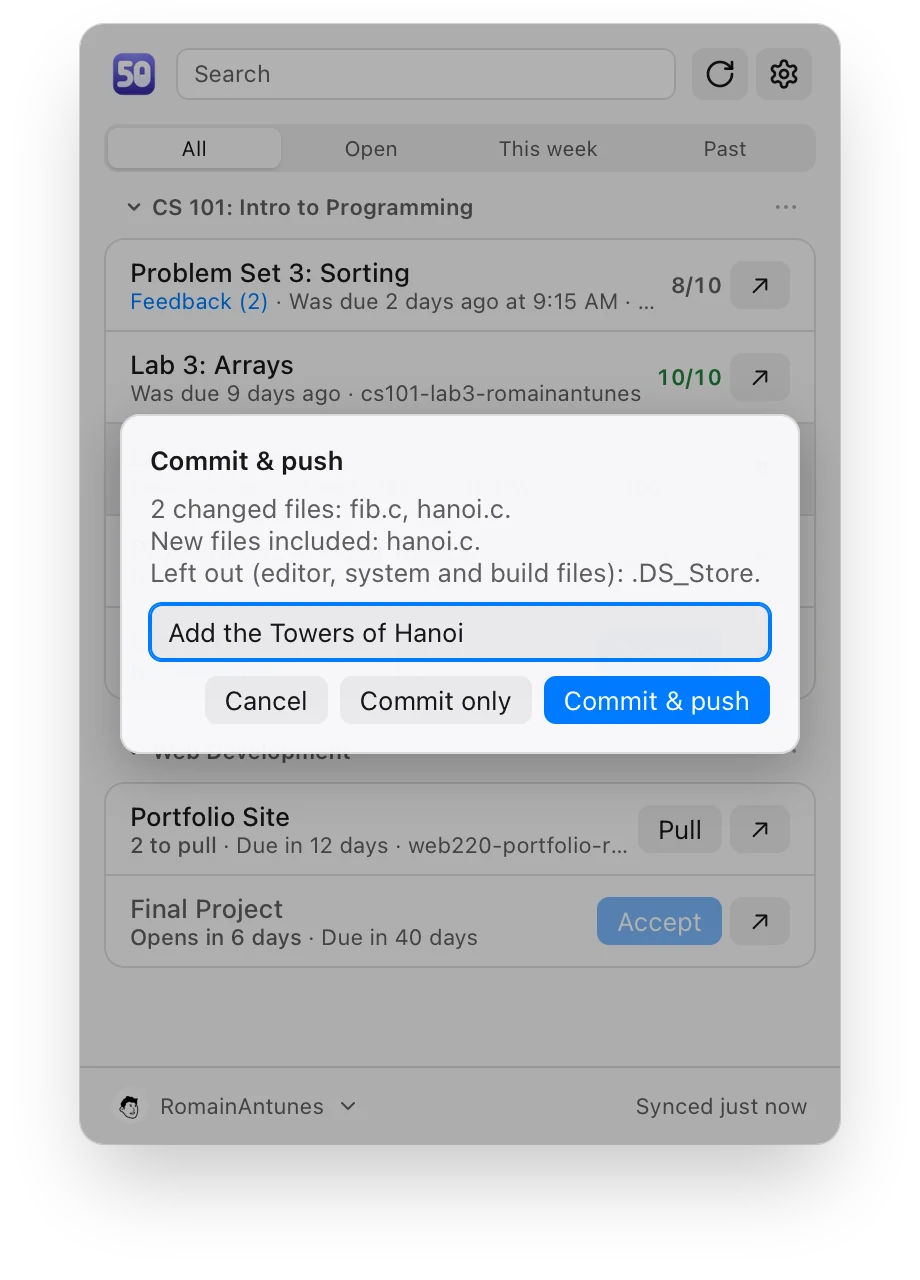 50
Search
All
Open
This week
Past
CS 101: Intro to Programming
Problem Set 3: Sorting
8/10
Feedback (2) · Was due 2 days ago at 9:15 AM · …
Lab 3: Arrays
10/10
Was due 9 days ago · cs101-lab3-romainantunes
Commit & push
2 changed files: fib.c, hanoi.c.
New files included: hanoi.c.
Left out (editor, system and build files): .DS_Store.
Add the Towers of Hanoi
Cancel
Commit only
Commit & push
Web Development
Portfolio Site
2 to pull · Due in 12 days · web220-portfolio-r…
Pull
Final Project
Opens in 6 days · Due in 40 days
Accept
RomainAntunes
Synced just now